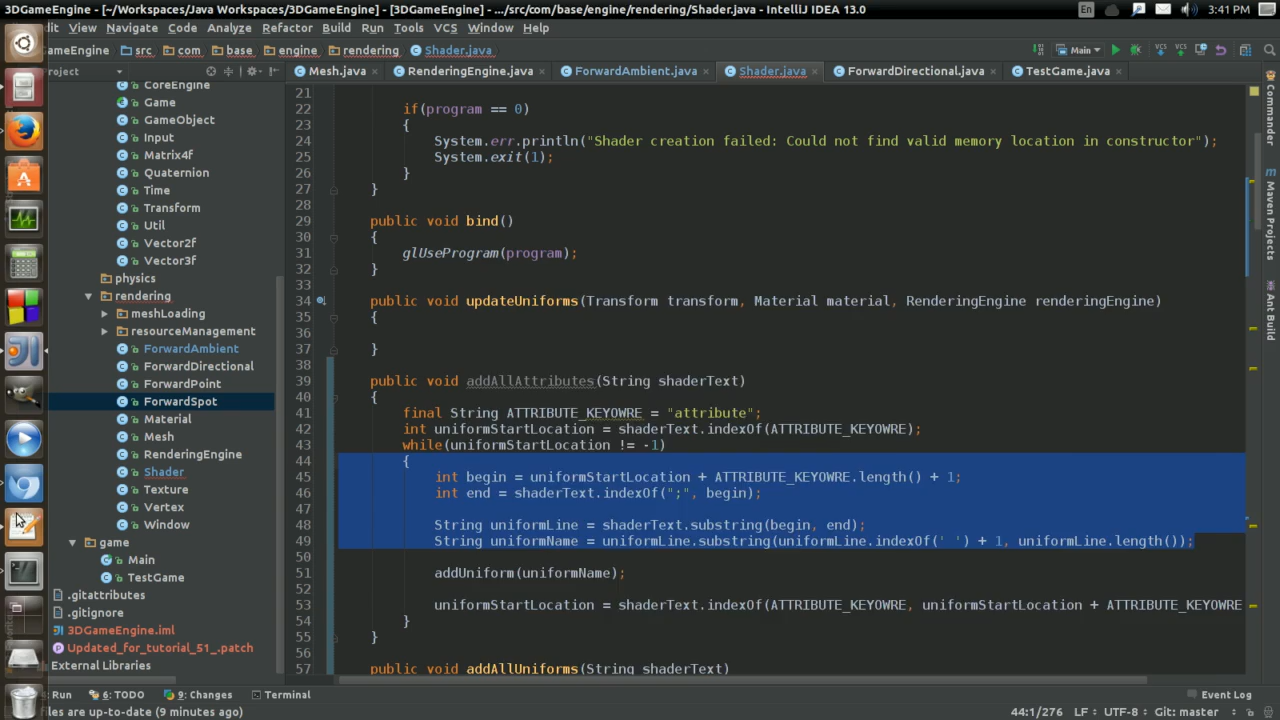 3DGameEngine [~/Workspaces/Java Workspaces/3DGameEngine] - [3DGameEngine] - .../src/com/base/engine/rendering/Shader.java - IntelliJ IDEA 13.0
En
3:41 PM
View Navigate Code Analyze Refactor Build Run Tools VCS Window Help
ameEngine src com base engine rendering Shader.java
Main
VCS VCS
roject
Mesh.java RenderingEngine.java ForwardAmbient.java Shader.java ForwardDirectional.java TestGame.java
CoreEngine
Game
GameObject
Input
Matrix4f
Quaternion
Time
Transform
Util
Vector2f
Vector3f
physics
rendering
meshLoading
resourceManagement
ForwardAmbient
ForwardDirectional
ForwardPoint
ForwardSpot
Material
Mesh
RenderingEngine
Shader
Texture
Vertex
Window
game
Main
TestGame
.gitattributes
.gitignore
3DGameEngine.iml
Updated_for_tutorial_51_.patch
External Libraries
21
22 if(program == 0)
23 {
24 System.err.println("Shader creation failed: Could not find valid memory location in constructor");
25 System.exit(1);
26 }
27 }
28
29 public void bind()
30 {
31 glUseProgram(program);
32 }
33
34 public void updateUniforms(Transform transform, Material material, RenderingEngine renderingEngine)
35 {
36
37 }
38
39 public void addAllAttributes(String shaderText)
40 {
41 final String ATTRIBUTE_KEYOWRE = "attribute";
42 int uniformStartLocation = shaderText.indexOf(ATTRIBUTE_KEYOWRE);
43 while(uniformStartLocation != -1)
44 {
45 int begin = uniformStartLocation + ATTRIBUTE_KEYOWRE.length() + 1;
46 int end = shaderText.indexOf(";", begin);
47
48 String uniformLine = shaderText.substring(begin, end);
49 String uniformName = uniformLine.substring(uniformLine.indexOf(' ') + 1, uniformLine.length());
50
51 addUniform(uniformName);
52
53 uniformStartLocation = shaderText.indexOf(ATTRIBUTE_KEYOWRE, uniformStartLocation + ATTRIBUTE_KEYOWRE
54 }
55 }
56
57 public void addAllUniforms(String shaderText)
Commander
Maven Projects
Ant Build
: Run 6: TODO 9: Changes Terminal Event Log
iles are up-to-date (9 minutes ago) 44:1/276 LF UTF-8 Git: master